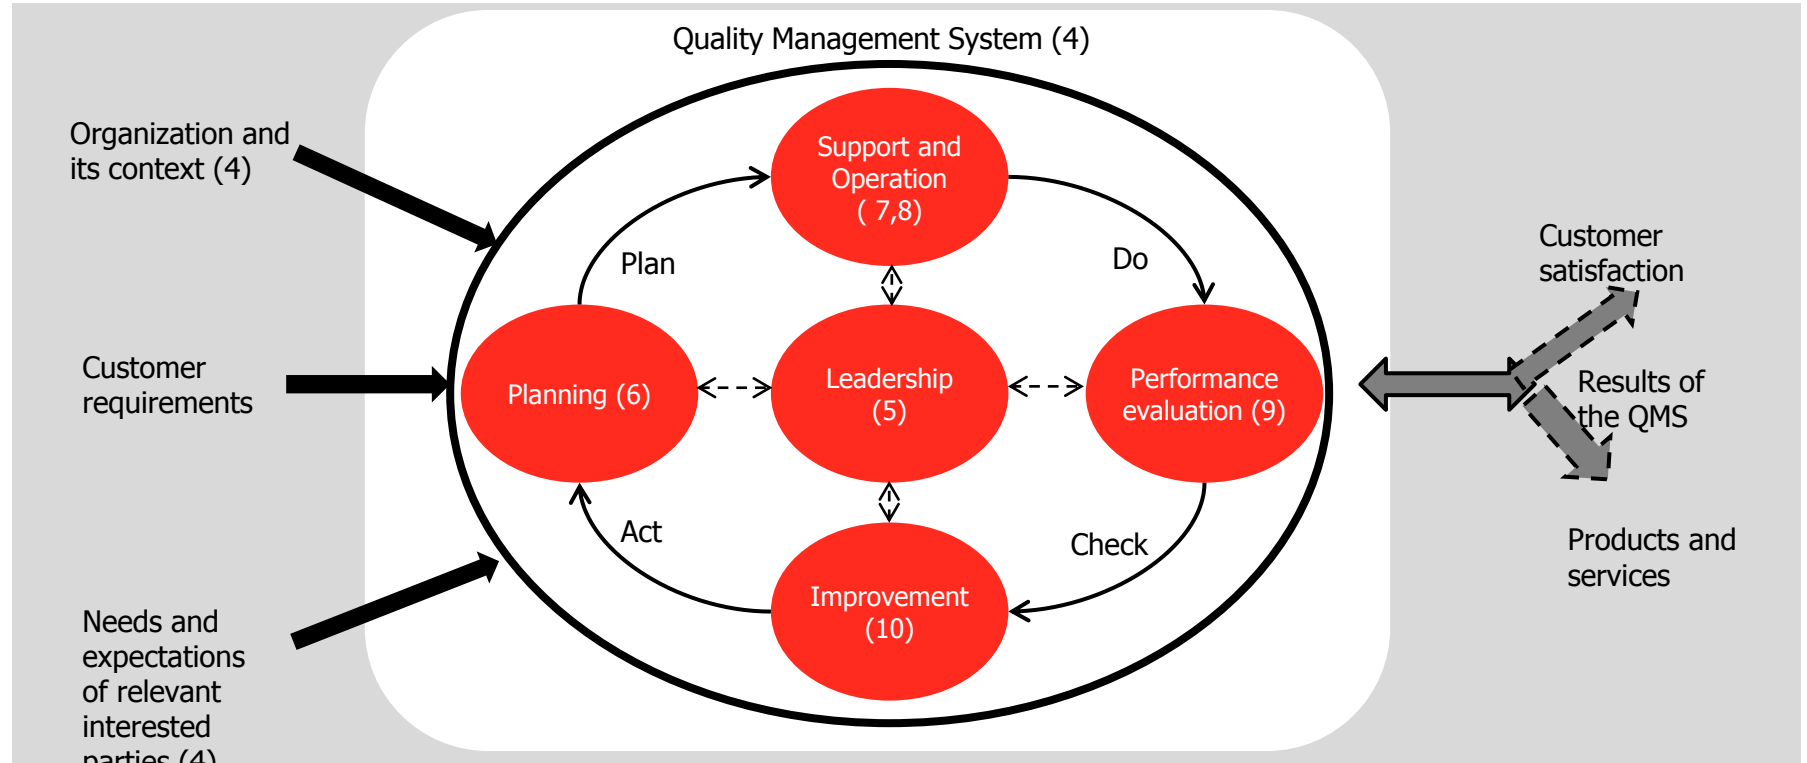 Quality Management System (4)
Organization and
its context (4)
Support and
Operation
( 7,8)
Plan
Do
Customer
satisfaction
Customer
requirements
Planning (6)
Leadership
(5)
Performance
evaluation (9)
Results of
the QMS
Act
Check
Improvement
(10)
Products and
services
Needs and
expectations
of relevant
interested
parties (4)